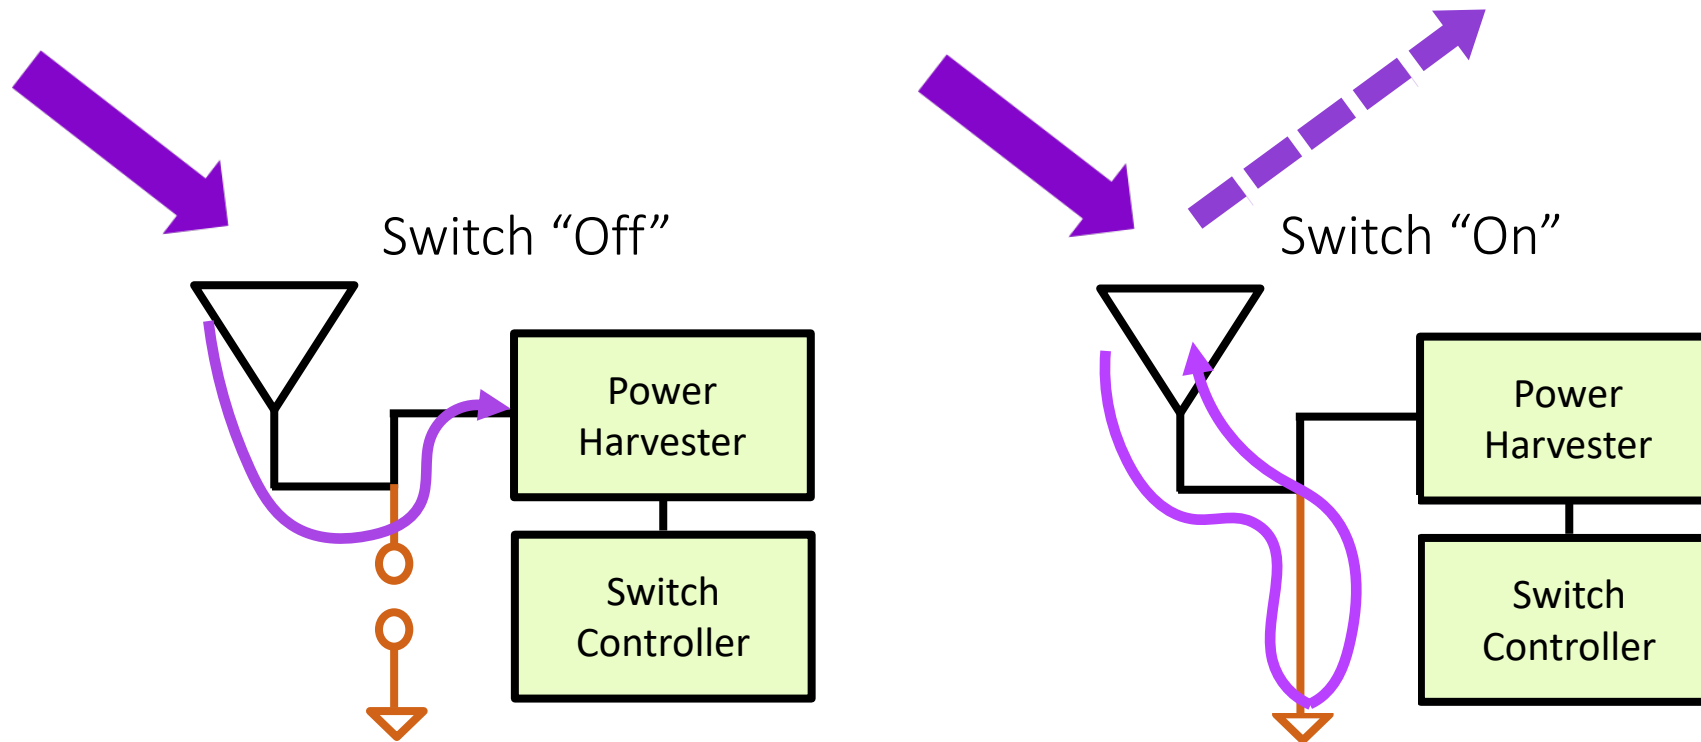 Switch “Off”
Power
Harvester
Switch
Controller
Switch “On”
Power
Harvester
Switch
Controller